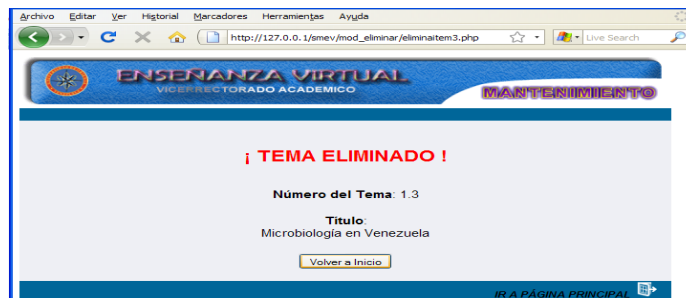 Archivo Editar Ver Historial Marcadores Herramientas Ayuda
http://127.0.0.1/smev/mod_eliminar/eliminaitem3.php Live Search
ENSEÑANZA VIRTUAL
VICERRECTORADO ACADEMICO
MANTENIMIENTO
¡ TEMA ELIMINADO !
Número del Tema: 1.3
Titulo:
Microbiología en Venezuela
Volver a Inicio
IR A PÁGINA PRINCIPAL